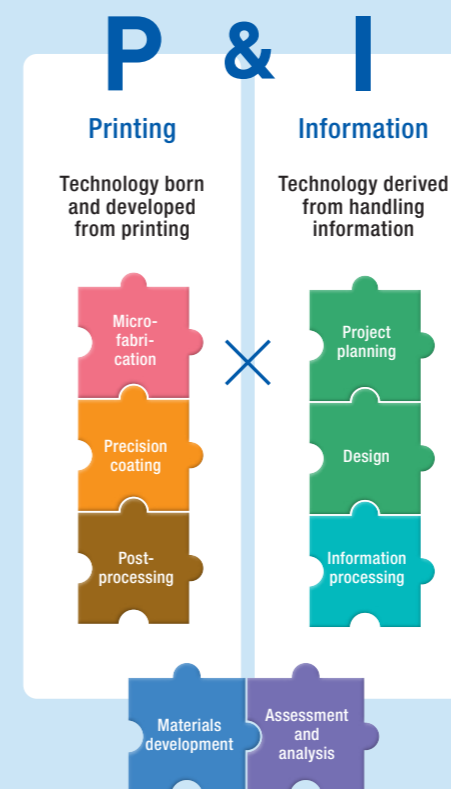 P & I
Printing
Technology born
and developed
from printing
Micro-
fabri-
cation
Precision
coating
Post-
processing
×
Information
Technology derived
from handling
information
Project
planning
Design
Information
processing
Materials
development
Assessment
and
analysis